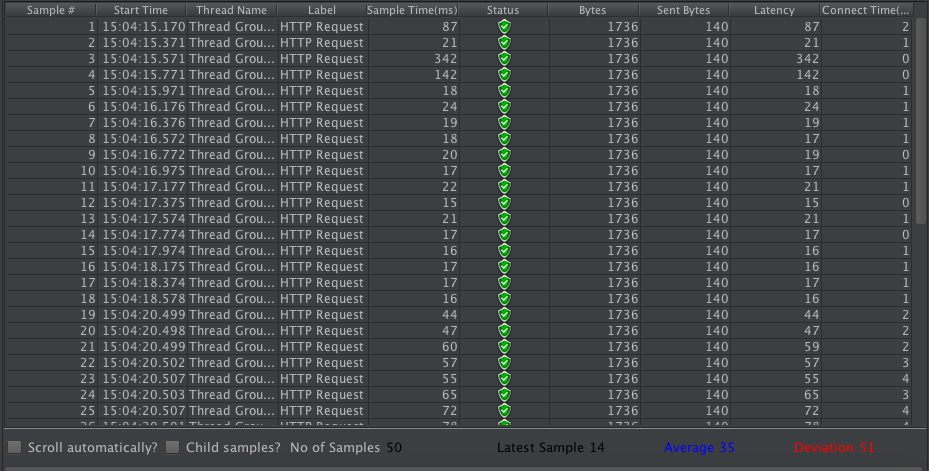 Sample # Start Time Thread Name Label Sample Time(ms) Status Bytes Sent Bytes Latency Connect Time(...
1 15:04:15.170 Thread Grou... HTTP Request 87 1736 140 87 2
2 15:04:15.371 Thread Grou... HTTP Request 21 1736 140 21 1
3 15:04:15.571 Thread Grou... HTTP Request 342 1736 140 342 0
4 15:04:15.771 Thread Grou... HTTP Request 142 1736 140 142 0
5 15:04:15.971 Thread Grou... HTTP Request 18 1736 140 18 1
6 15:04:16.176 Thread Grou... HTTP Request 24 1736 140 24 1
7 15:04:16.376 Thread Grou... HTTP Request 19 1736 140 19 1
8 15:04:16.572 Thread Grou... HTTP Request 18 1736 140 17 1
9 15:04:16.772 Thread Grou... HTTP Request 20 1736 140 19 0
10 15:04:16.975 Thread Grou... HTTP Request 17 1736 140 17 1
11 15:04:17.177 Thread Grou... HTTP Request 22 1736 140 21 1
12 15:04:17.375 Thread Grou... HTTP Request 15 1736 140 15 0
13 15:04:17.574 Thread Grou... HTTP Request 21 1736 140 21 1
14 15:04:17.774 Thread Grou... HTTP Request 17 1736 140 17 0
15 15:04:17.974 Thread Grou... HTTP Request 16 1736 140 16 1
16 15:04:18.175 Thread Grou... HTTP Request 17 1736 140 16 1
17 15:04:18.374 Thread Grou... HTTP Request 17 1736 140 17 1
18 15:04:18.578 Thread Grou... HTTP Request 16 1736 140 16 1
19 15:04:20.499 Thread Grou... HTTP Request 44 1736 140 44 2
20 15:04:20.498 Thread Grou... HTTP Request 47 1736 140 47 2
21 15:04:20.499 Thread Grou... HTTP Request 60 1736 140 59 2
22 15:04:20.502 Thread Grou... HTTP Request 57 1736 140 57 3
23 15:04:20.507 Thread Grou... HTTP Request 55 1736 140 55 4
24 15:04:20.503 Thread Grou... HTTP Request 65 1736 140 65 3
25 15:04:20.507 Thread Grou... HTTP Request 72 1736 140 72 4
Scroll automatically? Child samples? No of Samples 50 Latest Sample 14 Average 35 Deviation 51